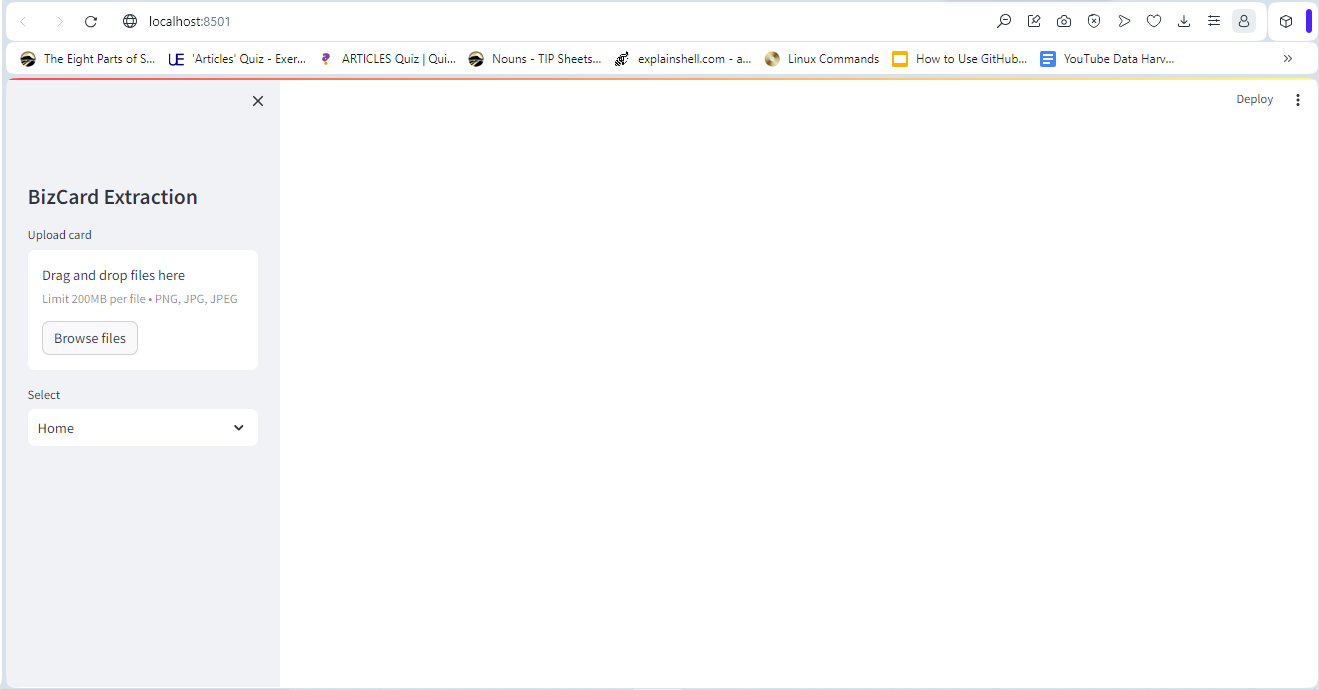 localhost:8501
The Eight Parts of S... UE 'Articles' Quiz - Exer... ARTICLES Quiz | Qui... Nouns - TIP Sheets... explainshell.com - a... Linux Commands How to Use GitHub... YouTube Data Harv... »
Deploy
BizCard Extraction
Upload card
Drag and drop files here
Limit 200MB per file • PNG, JPG, JPEG
Browse files
Select
Home